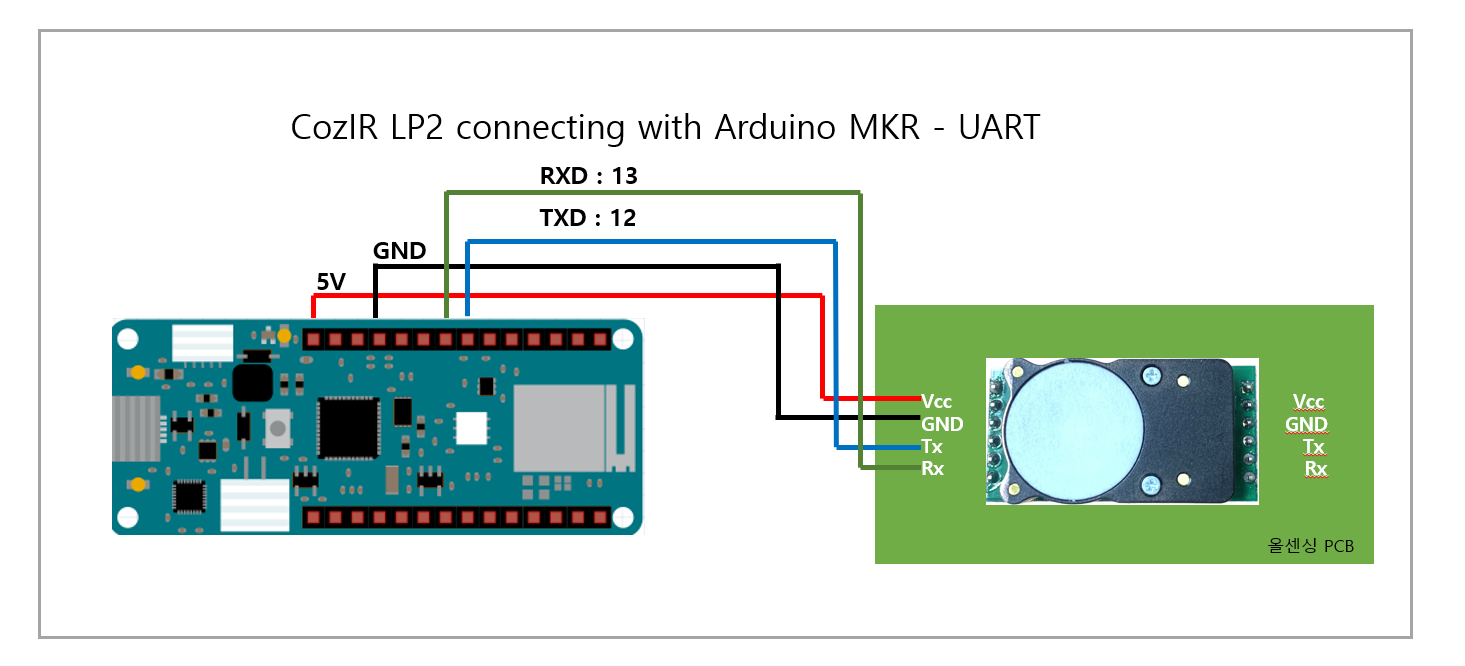 CozIR LP2 connecting with Arduino MKR - UART
RXD : 13
TXD : 12
GND
5V
Vcc
GND
Tx
Rx
Vcc
GND
Tx
Rx
올센싱 PCB